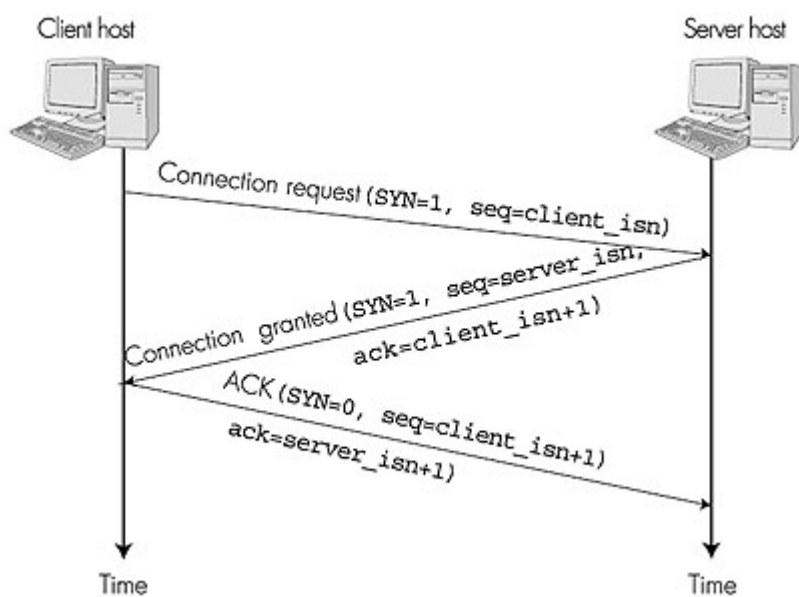 Client host
Server host
Connection request (SYN=1, seq=client_isn)
Connection granted (SYN=1, seq=server_isn,
ack=client_isn+1)
ACK (SYN=0, seq=client_isn+1)
ack=server_isn+1)
Time
Time